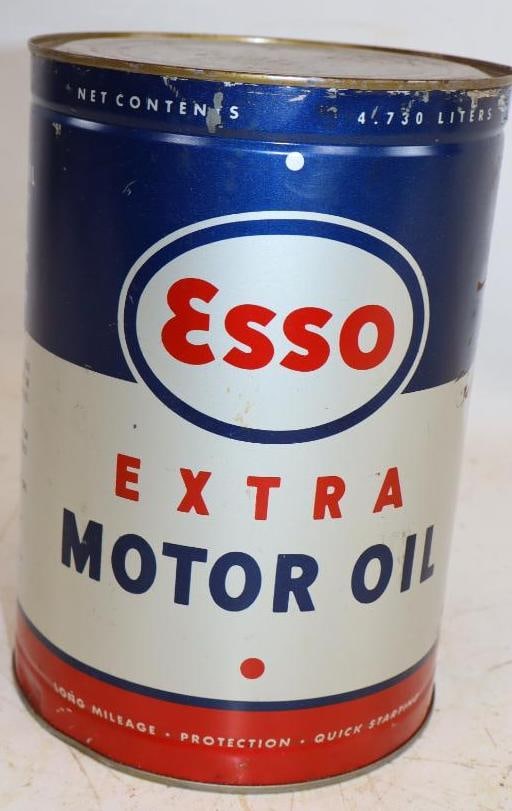 NET CONTENTS 4.730 LITERS
Esso
EXTRA
MOTOR OIL
LONG MILEAGE • PROTECTION • QUICK STARTING